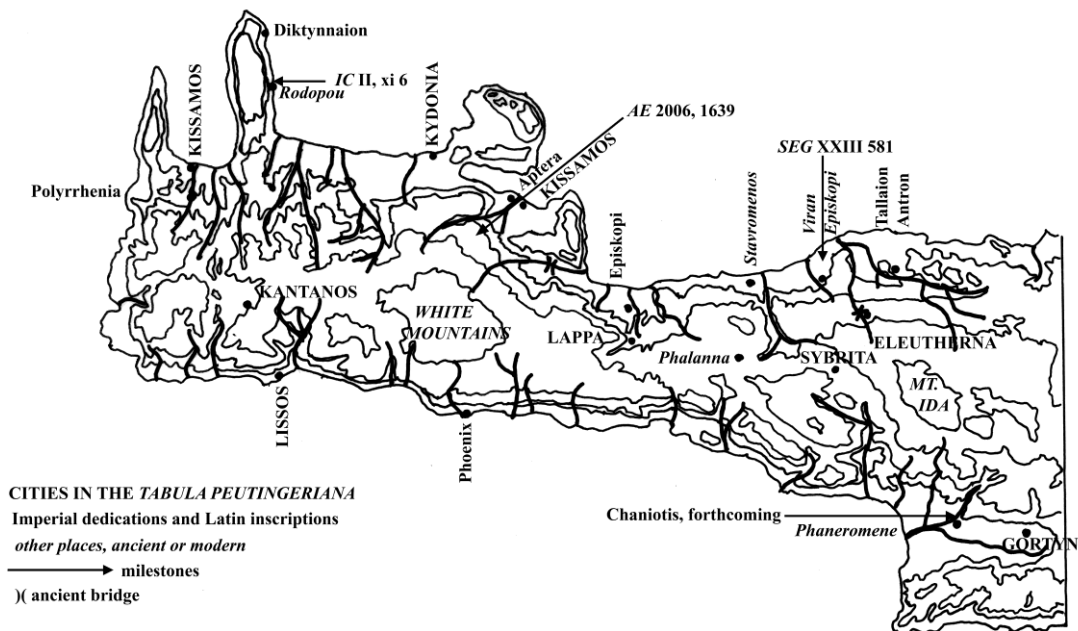 Diktynnaion
IC II, xi 6
Rodopou
KISSAMOS
KYDONIA
AE 2006, 1639
Polyrrhenia
Aptera
KISSAMOS
SEG XXIII 581
Episkopi
Stavromenos
Viran
Episkopi
Tallaion
Antron
KANTANOS
WHITE
MOUNTAINS
LAPPA
Phalanna
SYBRITA
ELEUTHERNA
MT.
IDA
LISSOS
Phoenix
Chaniotis, forthcoming
Phaneromene
GORTYN
CITIES IN THE TABULA PEUTINGERIANA
Imperial dedications and Latin inscriptions
other places, ancient or modern
milestones
)( ancient bridge